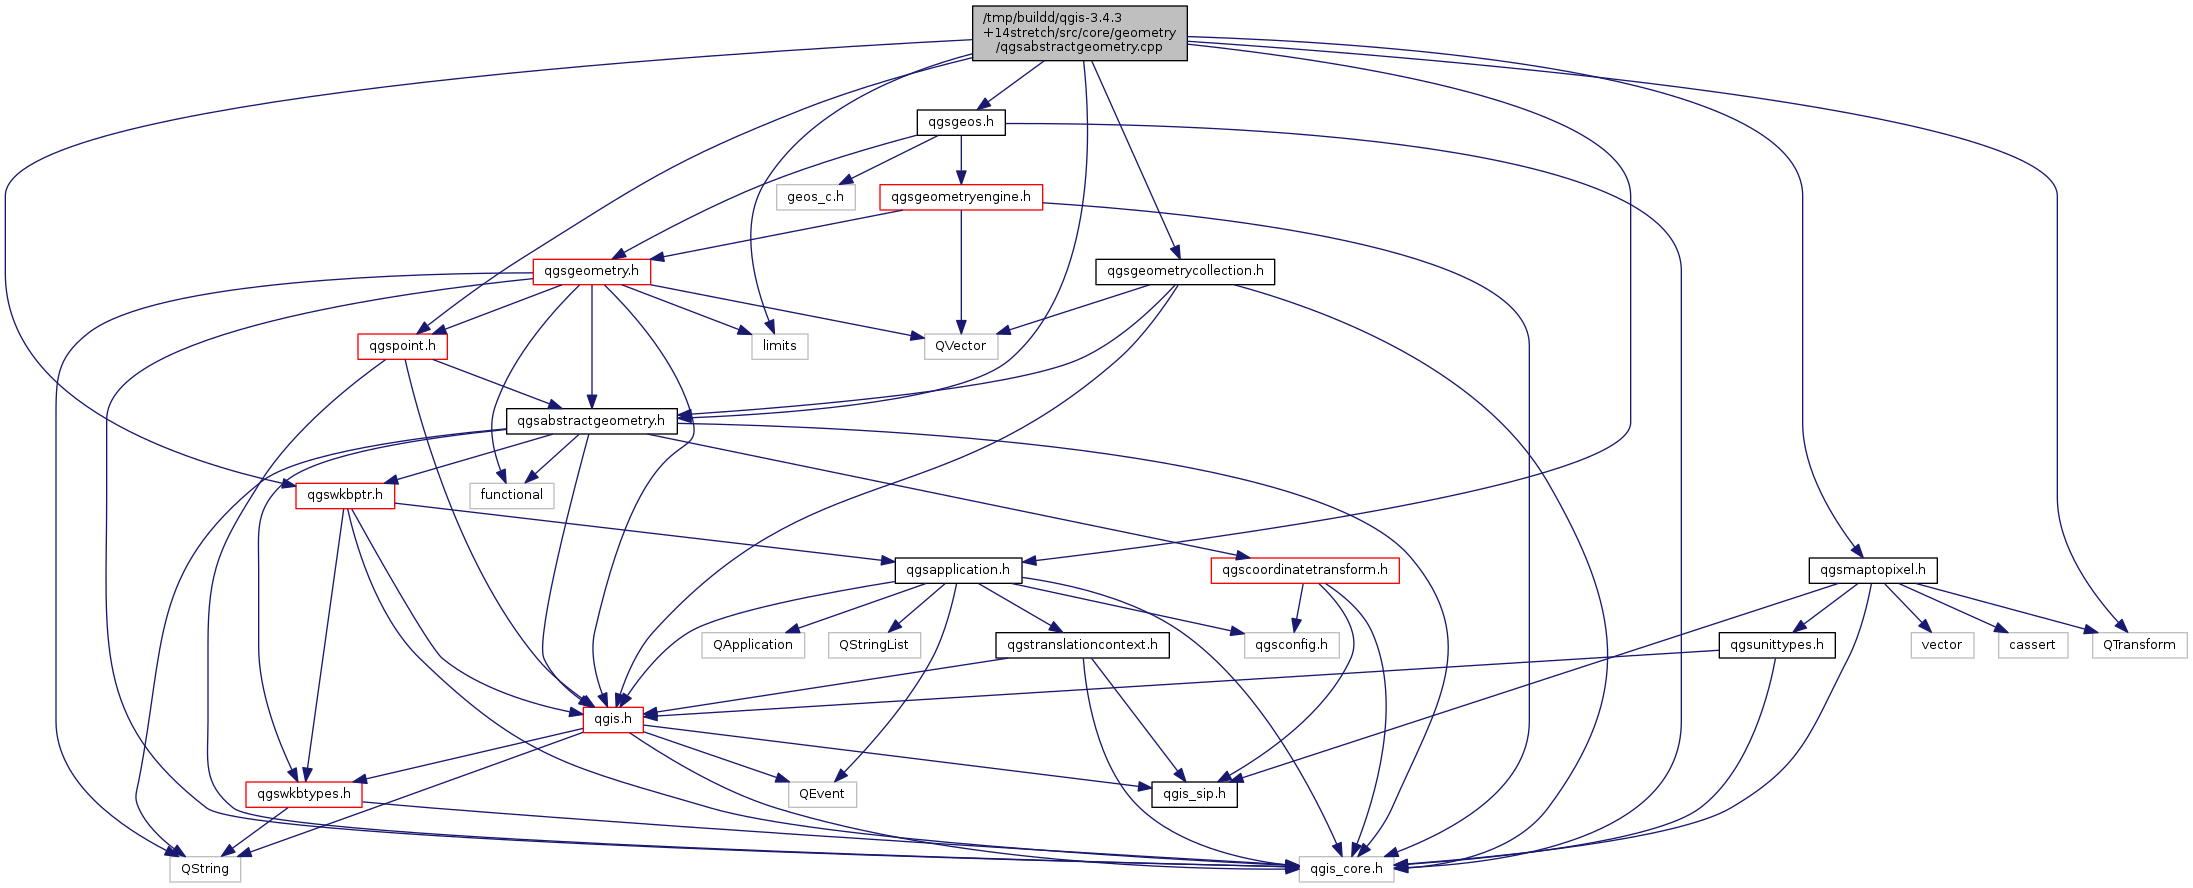 /tmp/buildd/qgis-3.4.3
+14stretch/src/core/geometry
/qgsabstractgeometry.cpp
qgsgeos.h
geos_c.h
qgsgeometryengine.h
qgsgeometry.h
qgsgeometrycollection.h
qgspoint.h
limits
QVector
qgsabstractgeometry.h
qgswkbptr.h
functional
qgsapplication.h
qgscoordinatetransform.h
qgsmaptopixel.h
QApplication
QStringList
qgstranslationcontext.h
qgsconfig.h
qgsunittypes.h
vector
cassert
QTransform
qgis.h
qgswkbtypes.h
QEvent
qgis_sip.h
QString
qgis_core.h